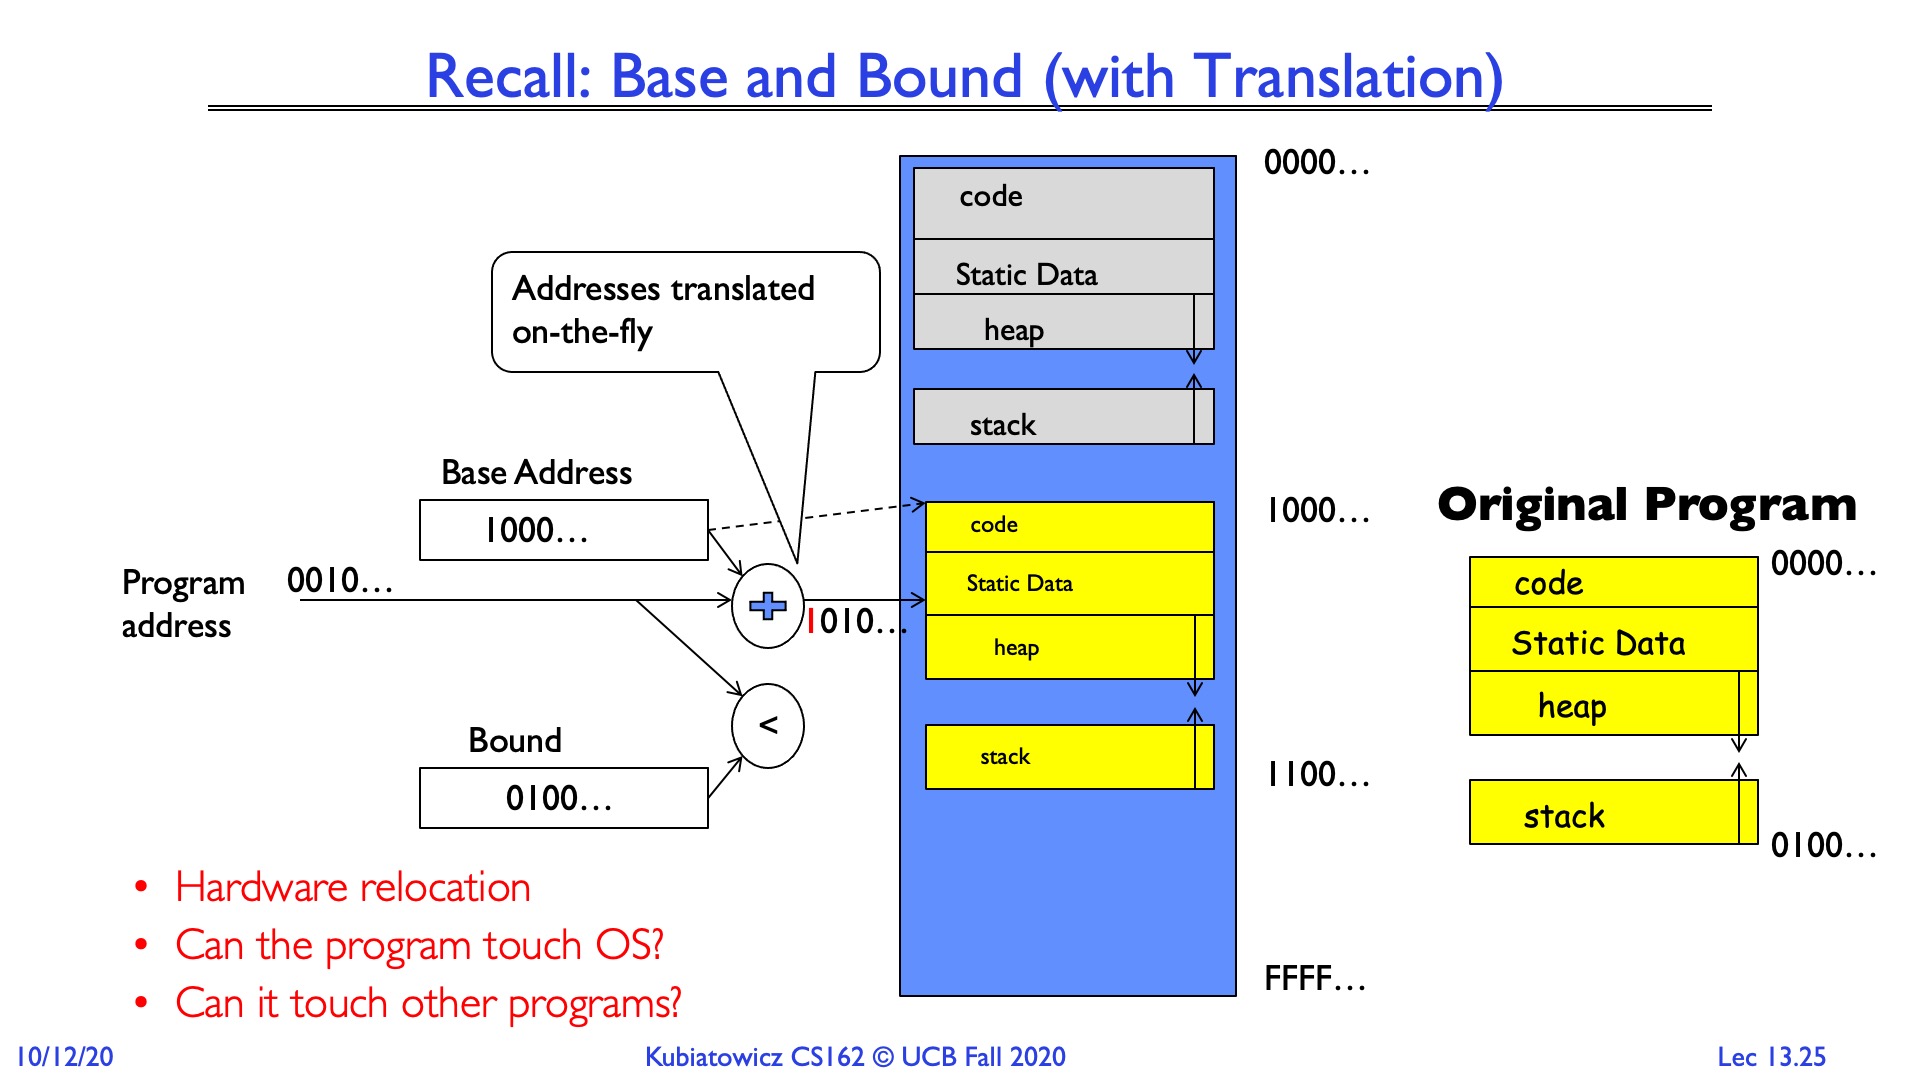 Recall: Base and Bound (with Translation)
0000…
code
Static Data
heap
stack
Addresses translated
on-the-fly
Base Address
1000…
Program
address
0010…
+
1010…
<
Bound
0100…
code
Static Data
heap
stack
1000…
1100…
FFFF…
Original Program
code
Static Data
heap
stack
0000…
0100…
• Hardware relocation
• Can the program touch OS?
• Can it touch other programs?
10/12/20
Kubiatowicz CS162 © UCB Fall 2020
Lec 13.25